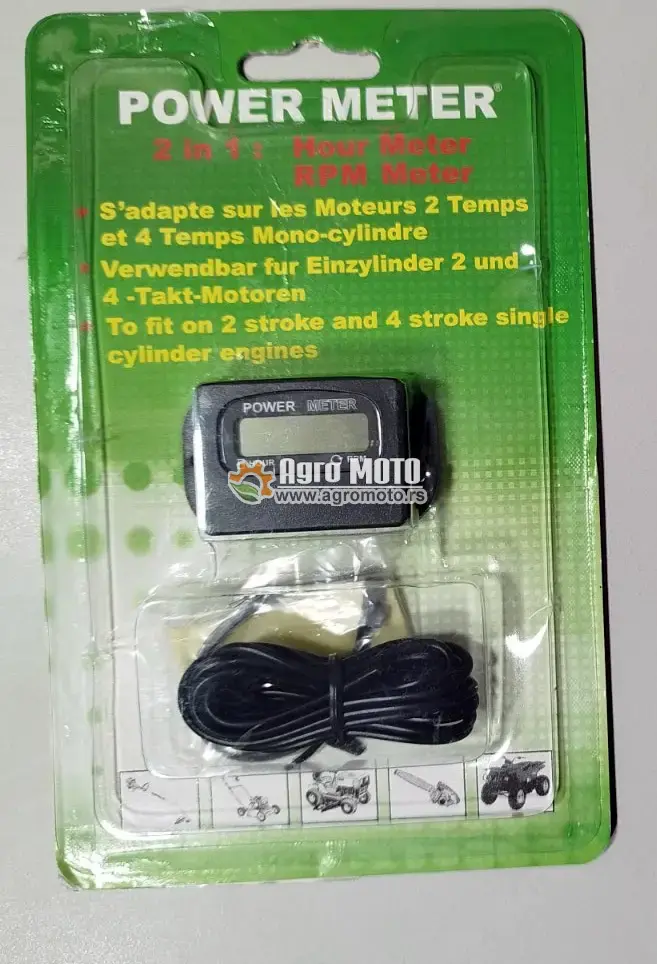 POWER METER®
2 in 1 : Hour Meter
RPM Meter
S'adapte sur les Moteurs 2 Temps
et 4 Temps Mono-cylindre
Verwendbar fur Einzylinder 2 und
4 -Takt-Motoren
To fit on 2 stroke and 4 stroke single
cylinder engines
POWER METER
HOUR RPM
Agro MOTO
www.agromoto.rs